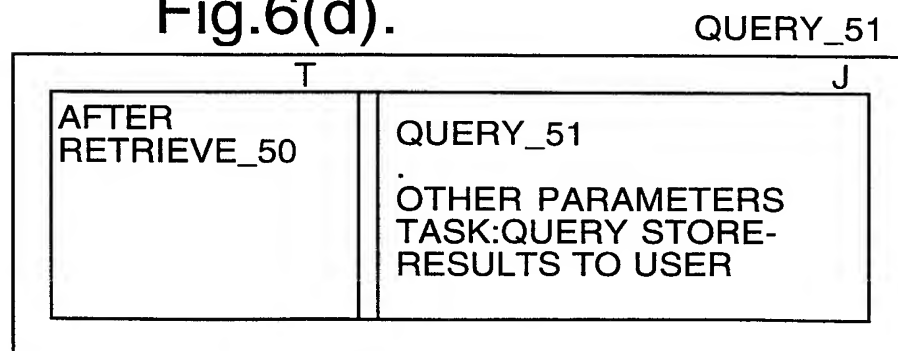 Fig.6(d).
QUERY_51
T J
AFTER
RETRIEVE_50
QUERY_51
.
OTHER PARAMETERS
TASK:QUERY STORE-
RESULTS TO USER